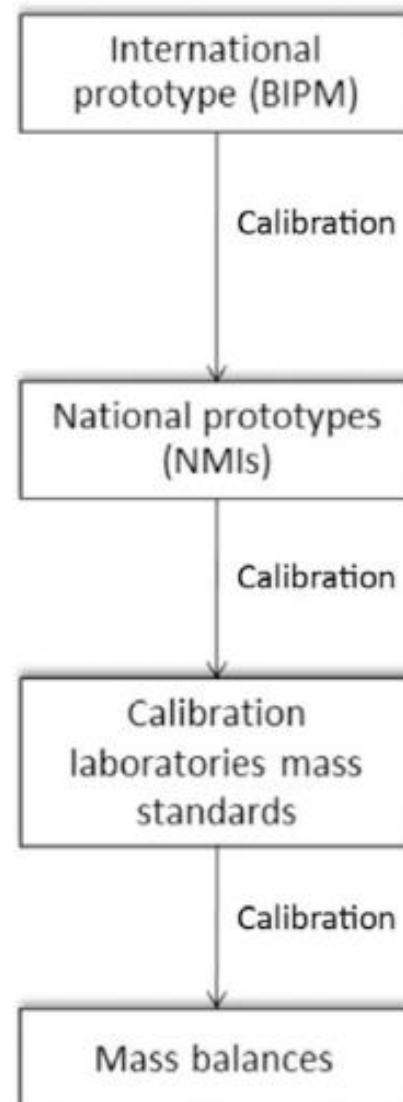 International
prototype (BIPM)
Calibration
National prototypes
(NMIs)
Calibration
Calibration
laboratories mass
standards
Calibration
Mass balances